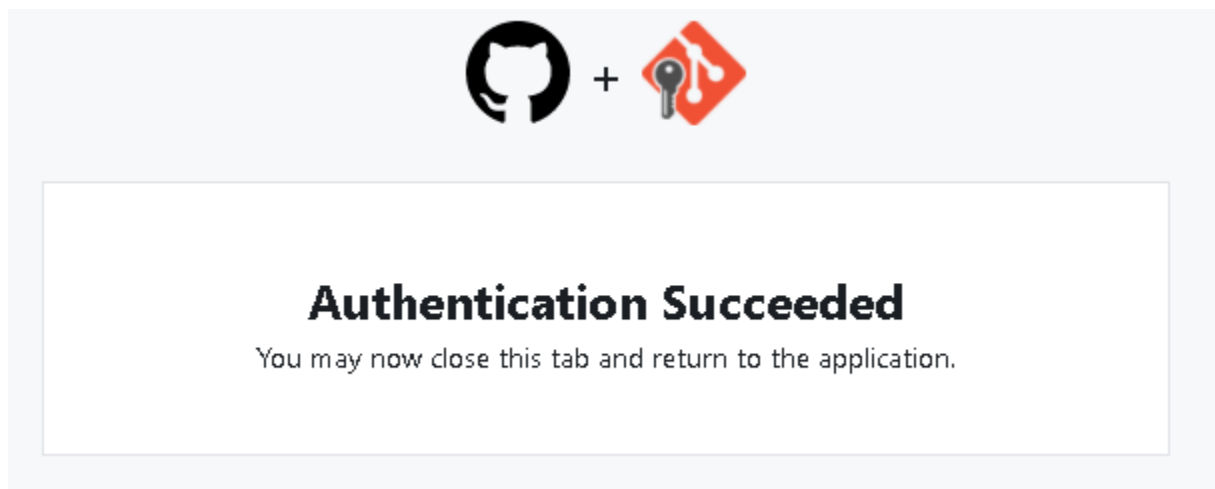 +
Authentication Succeeded
You may now close this tab and return to the application.